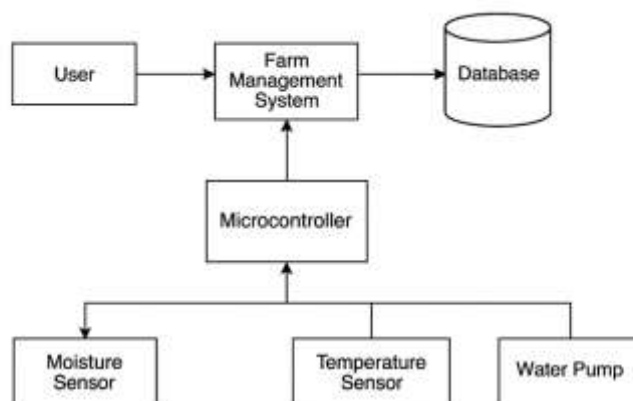 User
Farm
Management
System
Database
Microcontroller
Moisture
Sensor
Temperature
Sensor
Water Pump